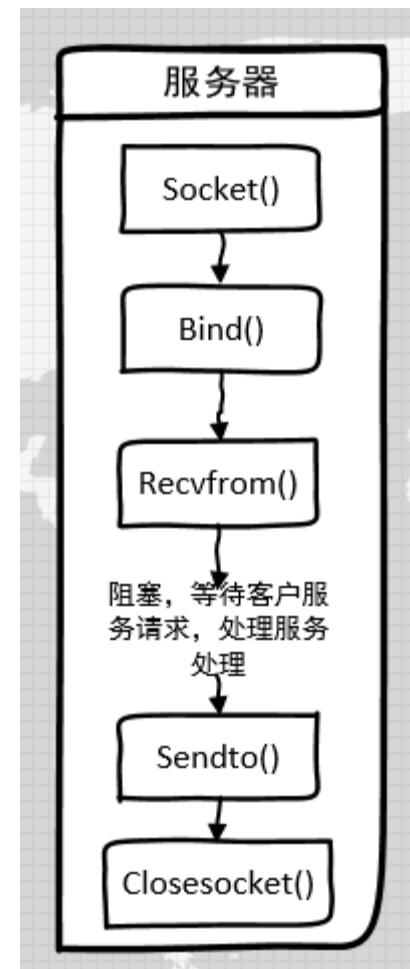 服务器
Socket()
Bind()
Recvfrom()
阻塞，等待客户服
务请求，处理服务
处理
Sendto()
Closesocket()